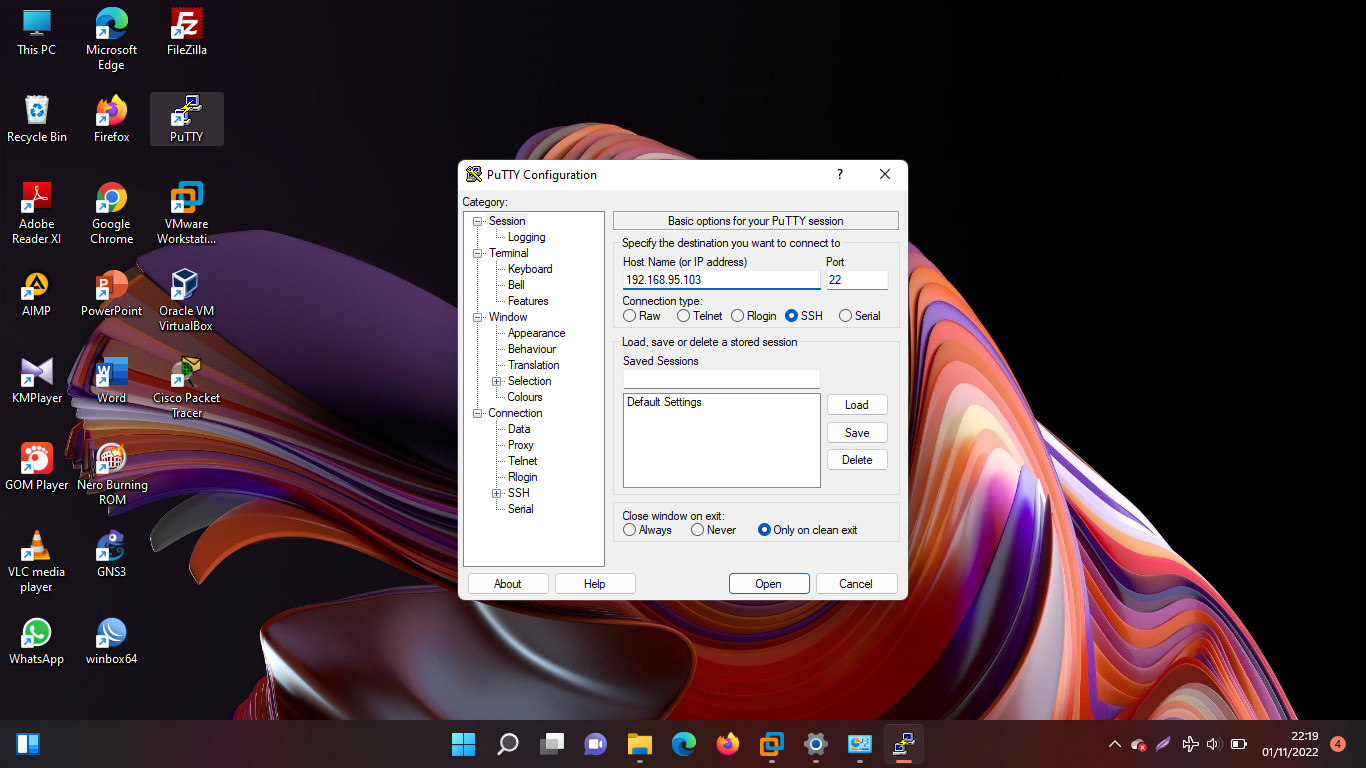 This PC
Microsoft
Edge
FileZilla
Recycle Bin
Firefox
PuTTY
Adobe
Reader XI
Google
Chrome
VMware
Workstati...
AIMP
PowerPoint
Oracle VM
VirtualBox
KMPlayer
Word
Cisco Packet
Tracer
GOM Player
Nero Burning
ROM
VLC media
player
GNS3
WhatsApp
winbox64
PuTTY Configuration
?
Category:
Session
Logging
Terminal
Keyboard
Bell
Features
Window
Appearance
Behaviour
Translation
Selection
Colours
Connection
Data
Proxy
Telnet
Rlogin
SSH
Serial
Basic options for your PuTTY session
Specify the destination you want to connect to
Host Name (or IP address) Port
192.168.95.103 22
Connection type:
Raw Telnet Rlogin SSH Serial
Load, save or delete a stored session
Saved Sessions
Default Settings
Load
Save
Delete
Close window on exit:
Always Never Only on clean exit
About Help Open Cancel
22:19
01/11/2022
4